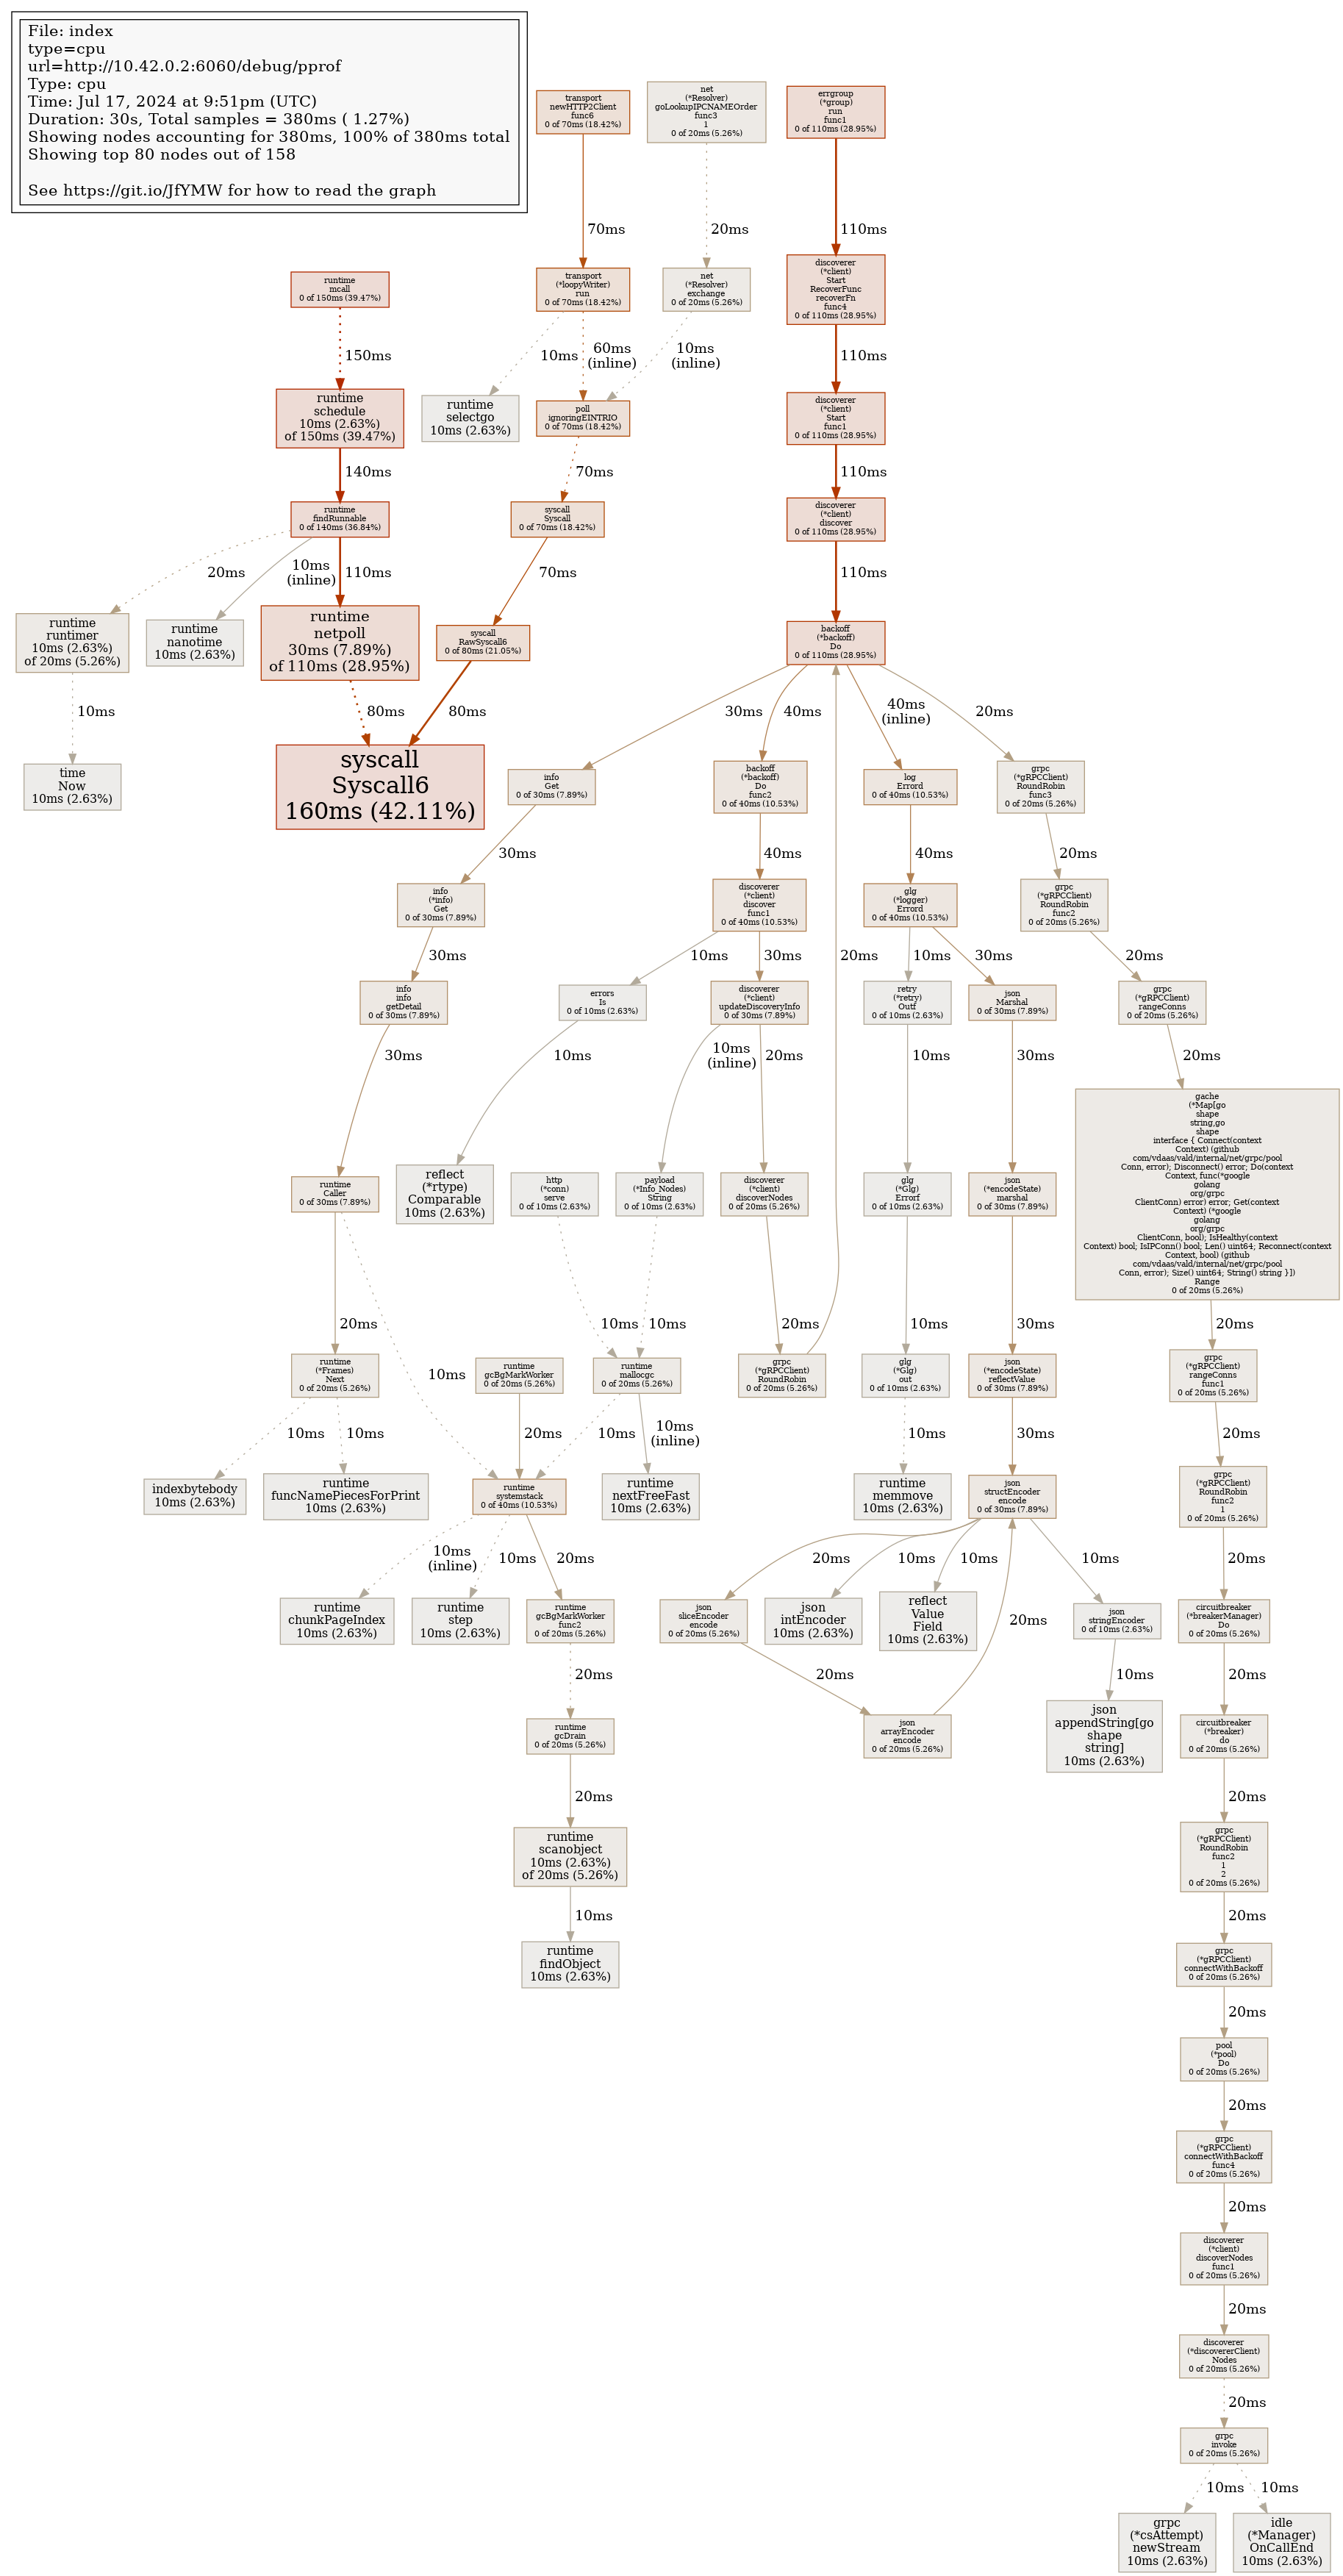 File: index
type=cpu
url=http://10.42.0.2:6060/debug/pprof
Type: cpu
Time: Jul 17, 2024 at 9:51pm (UTC)
Duration: 30s, Total samples = 380ms ( 1.27%)
Showing nodes accounting for 380ms, 100% of 380ms total
Showing top 80 nodes out of 158
See https://git.io/JfYMW for how to read the graph
transport
newHTTP2Client
func6
0 of 70ms (18.42%)
net
(*Resolver)
goLookupIPCNAMEOrder
func3
1
0 of 20ms (5.26%)
errgroup
(*group)
run
func1
0 of 110ms (28.95%)
70ms
20ms
110ms
runtime
mcall
0 of 150ms (39.47%)
transport
(*loopyWriter)
run
0 of 70ms (18.42%)
net
(*Resolver)
exchange
0 of 20ms (5.26%)
discoverer
(*client)
Start
RecoverFunc
recoverFn
func4
0 of 110ms (28.95%)
150ms
10ms
60ms
(inline)
10ms
(inline)
110ms
runtime
schedule
10ms (2.63%)
of 150ms (39.47%)
runtime
selectgo
10ms (2.63%)
poll
ignoringEINTRIO
0 of 70ms (18.42%)
discoverer
(*client)
Start
func1
0 of 110ms (28.95%)
140ms
70ms
110ms
runtime
findRunnable
0 of 140ms (36.84%)
syscall
Syscall
0 of 70ms (18.42%)
discoverer
(*client)
discover
0 of 110ms (28.95%)
20ms
10ms
(inline)
110ms
70ms
110ms
runtime
runtimer
10ms (2.63%)
of 20ms (5.26%)
runtime
nanotime
10ms (2.63%)
runtime
netpoll
30ms (7.89%)
of 110ms (28.95%)
syscall
RawSyscall6
0 of 80ms (21.05%)
backoff
(*backoff)
Do
0 of 110ms (28.95%)
10ms
80ms
80ms
30ms
40ms
40ms
(inline)
20ms
time
Now
10ms (2.63%)
syscall
Syscall6
160ms (42.11%)
info
Get
0 of 30ms (7.89%)
backoff
(*backoff)
Do
func2
0 of 40ms (10.53%)
log
Errord
0 of 40ms (10.53%)
grpc
(*gRPCClient)
RoundRobin
func3
0 of 20ms (5.26%)
30ms
40ms
40ms
20ms
info
(*info)
Get
0 of 30ms (7.89%)
discoverer
(*client)
discover
func1
0 of 40ms (10.53%)
glg
(*logger)
Errord
0 of 40ms (10.53%)
grpc
(*gRPCClient)
RoundRobin
func2
0 of 20ms (5.26%)
30ms
10ms
30ms
20ms
10ms
30ms
20ms
info
info
getDetail
0 of 30ms (7.89%)
errors
Is
0 of 10ms (2.63%)
discoverer
(*client)
updateDiscoveryInfo
0 of 30ms (7.89%)
retry
(*retry)
Outf
0 of 10ms (2.63%)
json
Marshal
0 of 30ms (7.89%)
grpc
(*gRPCClient)
rangeConns
0 of 20ms (5.26%)
30ms
10ms
10ms
(inline)
20ms
10ms
30ms
20ms
runtime
Caller
0 of 30ms (7.89%)
reflect
(*rtype)
Comparable
10ms (2.63%)
http
(*conn)
serve
0 of 10ms (2.63%)
payload
(*Info_Nodes)
String
0 of 10ms (2.63%)
discoverer
(*client)
discoverNodes
0 of 20ms (5.26%)
glg
(*Glg)
Errorf
0 of 10ms (2.63%)
json
(*encodeState)
marshal
0 of 30ms (7.89%)
gache
(*Map[go
shape
string,go
shape
interface { Connect(context
Context) (github
com/vdaas/vald/internal/net/grpc/pool
Conn, error); Disconnect() error; Do(context
Context, func(*google
golang
org/grpc
ClientConn) error) error; Get(context
Context) (*google
golang
org/grpc
ClientConn, bool); IsHealthy(context
Context) bool; IsIPConn() bool; Len() uint64; Reconnect(context
Context, bool) (github
com/vdaas/vald/internal/net/grpc/pool
Conn, error); Size() uint64; String() string }])
Range
0 of 20ms (5.26%)
20ms
10ms
10ms
10ms
20ms
10ms
30ms
20ms
runtime
(*Frames)
Next
0 of 20ms (5.26%)
runtime
gcBgMarkWorker
0 of 20ms (5.26%)
runtime
mallocgc
0 of 20ms (5.26%)
grpc
(*gRPCClient)
RoundRobin
0 of 20ms (5.26%)
glg
(*Glg)
out
0 of 10ms (2.63%)
json
(*encodeState)
reflectValue
0 of 30ms (7.89%)
grpc
(*gRPCClient)
rangeConns
func1
0 of 20ms (5.26%)
10ms
10ms
20ms
10ms
10ms
(inline)
10ms
30ms
20ms
indexbytebody
10ms (2.63%)
runtime
funcNamePiecesForPrint
10ms (2.63%)
runtime
systemstack
0 of 40ms (10.53%)
runtime
nextFreeFast
10ms (2.63%)
runtime
memmove
10ms (2.63%)
json
structEncoder
encode
0 of 30ms (7.89%)
grpc
(*gRPCClient)
RoundRobin
func2
1
0 of 20ms (5.26%)
10ms
(inline)
10ms
20ms
20ms
10ms
10ms
10ms
20ms
runtime
chunkPageIndex
10ms (2.63%)
runtime
step
10ms (2.63%)
runtime
gcBgMarkWorker
func2
0 of 20ms (5.26%)
json
sliceEncoder
encode
0 of 20ms (5.26%)
json
intEncoder
10ms (2.63%)
reflect
Value
Field
10ms (2.63%)
20ms
json
stringEncoder
0 of 10ms (2.63%)
circuitbreaker
(*breakerManager)
Do
0 of 20ms (5.26%)
20ms
20ms
10ms
20ms
runtime
gcDrain
0 of 20ms (5.26%)
json
arrayEncoder
encode
0 of 20ms (5.26%)
json
appendString[go
shape
string]
10ms (2.63%)
circuitbreaker
(*breaker)
do
0 of 20ms (5.26%)
20ms
20ms
runtime
scanobject
10ms (2.63%)
of 20ms (5.26%)
grpc
(*gRPCClient)
RoundRobin
func2
1
2
0 of 20ms (5.26%)
10ms
20ms
runtime
findObject
10ms (2.63%)
grpc
(*gRPCClient)
connectWithBackoff
0 of 20ms (5.26%)
20ms
pool
(*pool)
Do
0 of 20ms (5.26%)
20ms
grpc
(*gRPCClient)
connectWithBackoff
func4
0 of 20ms (5.26%)
20ms
discoverer
(*client)
discoverNodes
func1
0 of 20ms (5.26%)
20ms
discoverer
(*discovererClient)
Nodes
0 of 20ms (5.26%)
20ms
grpc
invoke
0 of 20ms (5.26%)
10ms
10ms
grpc
(*csAttempt)
newStream
10ms (2.63%)
idle
(*Manager)
OnCallEnd
10ms (2.63%)